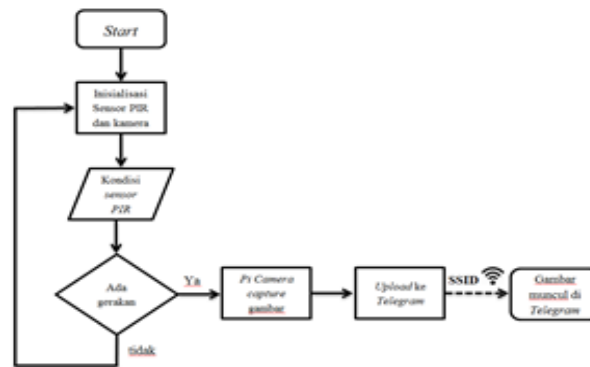 Start
Inisialisasi
Sensor PIR
dan kamera
Kondisi
sensor
PIR
Ada
gerakan
Ya
tidak
Pi Camera
capture
gambar
Upload ke
Telegram
SSID
Gambar
muncul di
Telegram